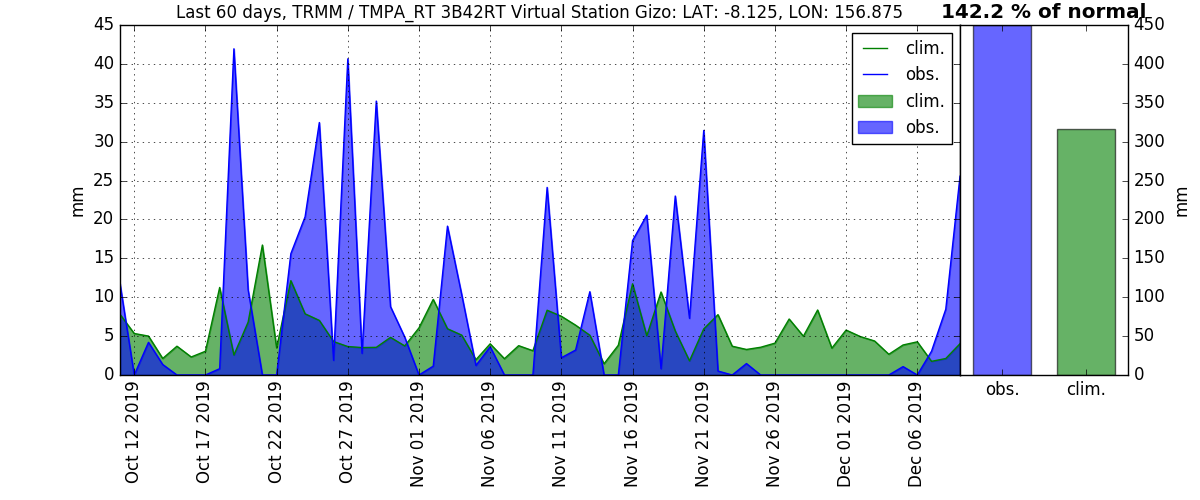 Last 60 days, TRMM / TMPA_RT 3B42RT Virtual Station Gizo: LAT: -8.125, LON: 156.875
142.2 % of normal
45
40
35
30
25
20
15
10
5
0
mm
clim.
obs.
clim.
obs.
450
400
350
300
250
200
150
100
50
0
mm
obs.
clim.
Oct 12 2019
Oct 17 2019
Oct 22 2019
Oct 27 2019
Nov 01 2019
Nov 06 2019
Nov 11 2019
Nov 16 2019
Nov 21 2019
Nov 26 2019
Dec 01 2019
Dec 06 2019